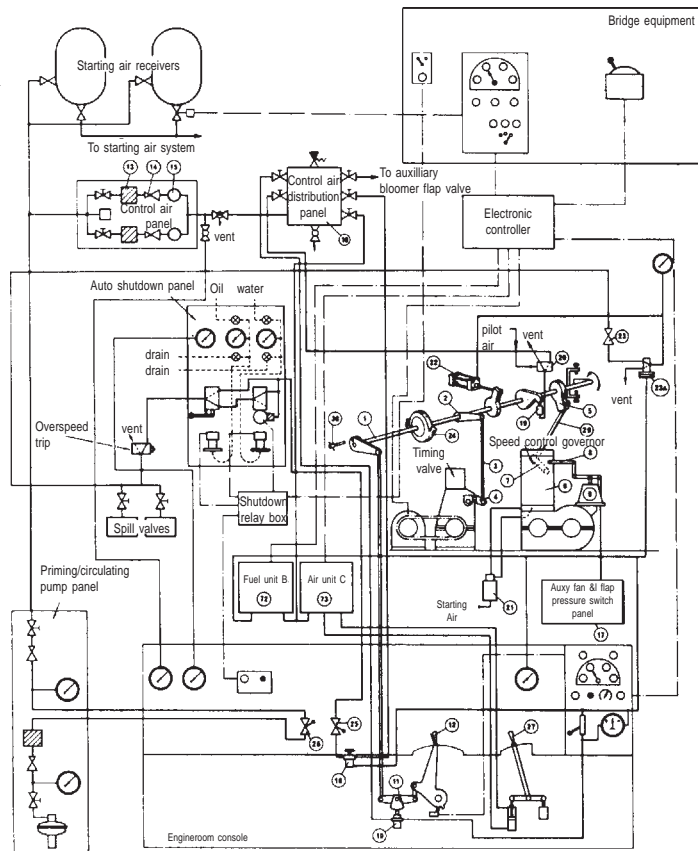 Bridge equipment
Starting air receivers
To starting air system
13
14
15
Control air
panel
vent
Control air
distribution
panel
16
To auxilliary
bloomer flap valve
Electronic
controller
Auto shutdown panel
Oil
water
drain
drain
pilot
air
vent
20
22
23
vent
23A
Overspeed
trip
vent
30
1
2
24
19
5
29
Speed control governor
Timing
valve
3
4
7
8
6
9
Spill valves
Shutdown
relay box
Priming/circulating
pump panel
Fuel unit B
72
Air unit C
73
Starting
Air
21
Auxy fan &l flap
pressure switch
panel
17
26
25
18
12
27
11
10
Engineroom console